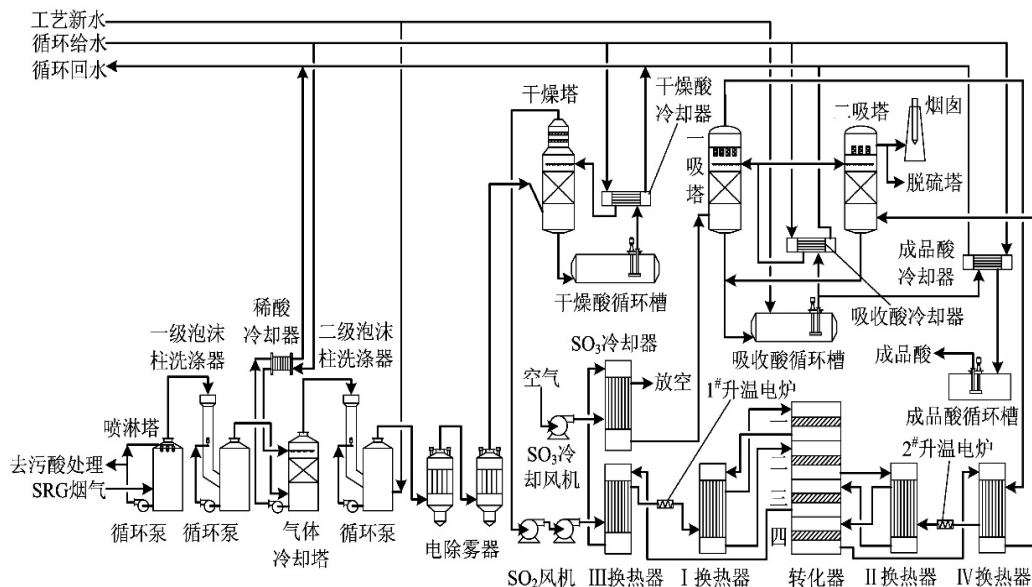 工艺新水
循环给水
循环回水
干燥塔
干燥酸
冷却器
一
吸
塔
二吸塔
烟囱
脱硫塔
成品酸
冷却器
干燥酸循环槽
吸收酸冷却器
吸收酸循环槽
稀酸
冷却器
一级泡沫
柱洗涤器
二级泡沫
柱洗涤器
SO₃冷却器
空气
放空
1#升温电炉
成品酸
成品酸循环槽
2#升温电炉
喷淋塔
去污酸处理
SRG烟气
SO₃冷
却风机
一
二
三
四
循环泵
循环泵
气体
冷却塔
循环泵
电除雾器
SO₂风机
Ⅲ换热器
Ⅰ换热器
转化器
Ⅱ换热器
Ⅳ换热器